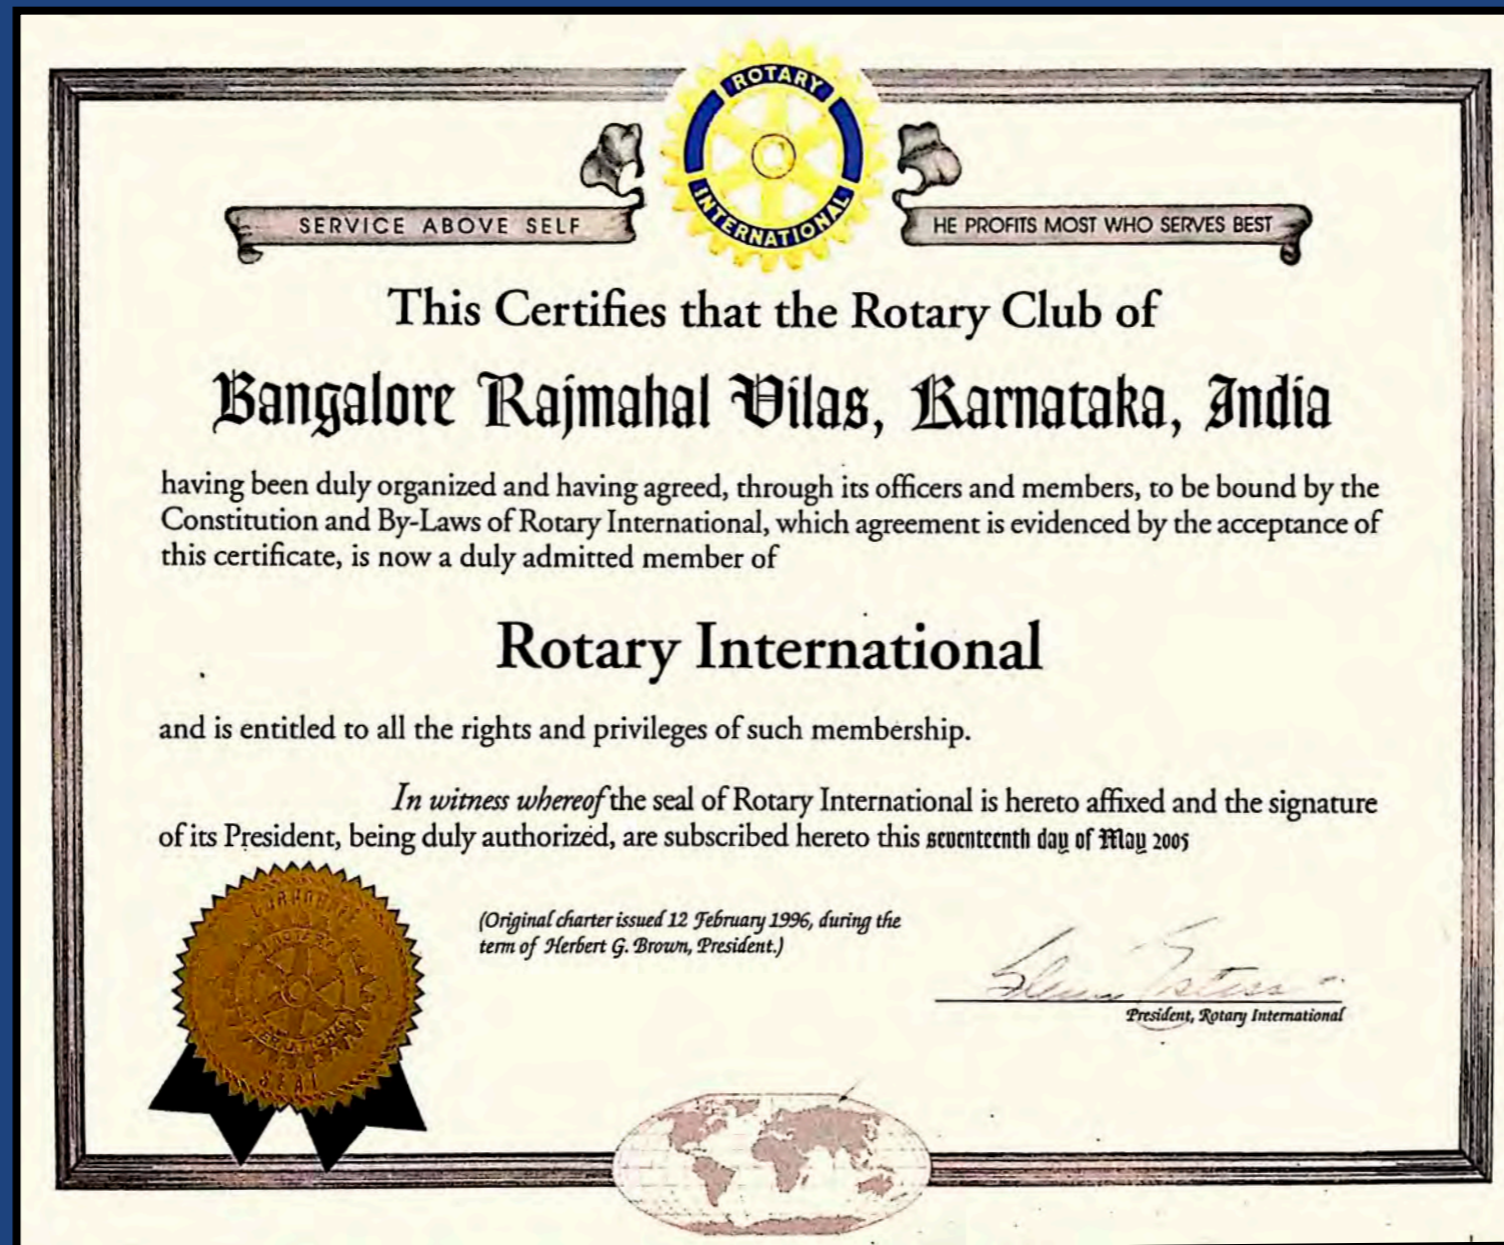 ROTARY
INTERNATIONAL
SERVICE ABOVE SELF
HE PROFITS MOST WHO SERVES BEST
This Certifies that the Rotary Club of
Bangalore Rajmahal Vilas, Karnataka, India
having been duly organized and having agreed, through its officers and members, to be bound by the
Constitution and By-Laws of Rotary International, which agreement is evidenced by the acceptance of
this certificate, is now a duly admitted member of
Rotary International
and is entitled to all the rights and privileges of such membership.
In witness whereof the seal of Rotary International is hereto affixed and the signature
of its President, being duly authorized, are subscribed hereto this seventeenth day of May 2005
(Original charter issued 12 February 1996, during the
term of Herbert G. Brown, President.)
President, Rotary International
ROTARY
INTERNATIONAL
SEAL